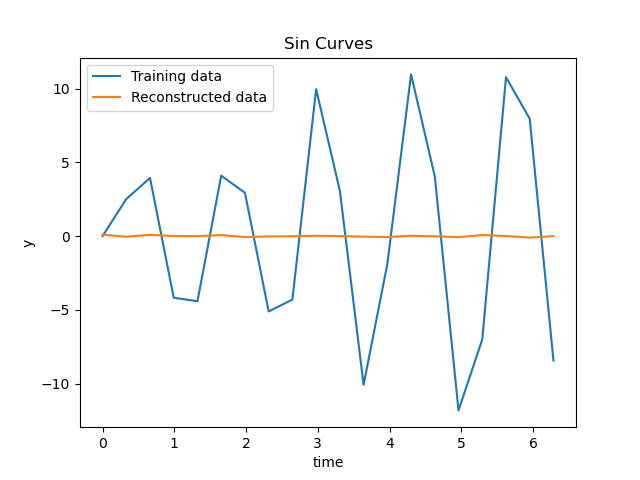 Sin Curves
Training data
Reconstructed data
10
5
0
−5
−10
y
0 1 2 3 4 5 6
time